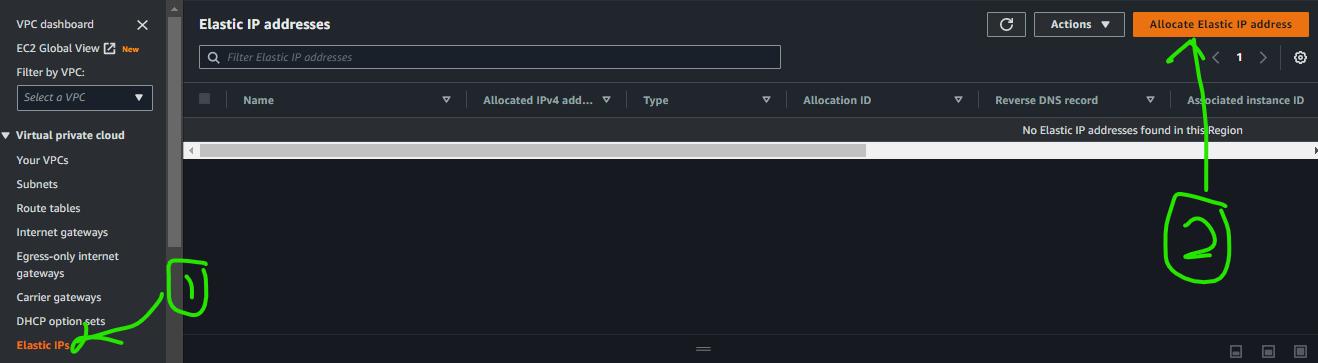 VPC dashboard
EC2 Global View New
Filter by VPC:
Select a VPC
Virtual private cloud
Your VPCs
Subnets
Route tables
Internet gateways
Egress-only internet
gateways
Carrier gateways
DHCP option sets
Elastic IPs
1
Elastic IP addresses
Actions
Allocate Elastic IP address
Filter Elastic IP addresses
1
Name Allocated IPv4 add... Type Allocation ID Reverse DNS record Associated instance ID
No Elastic IP addresses found in this Region
2